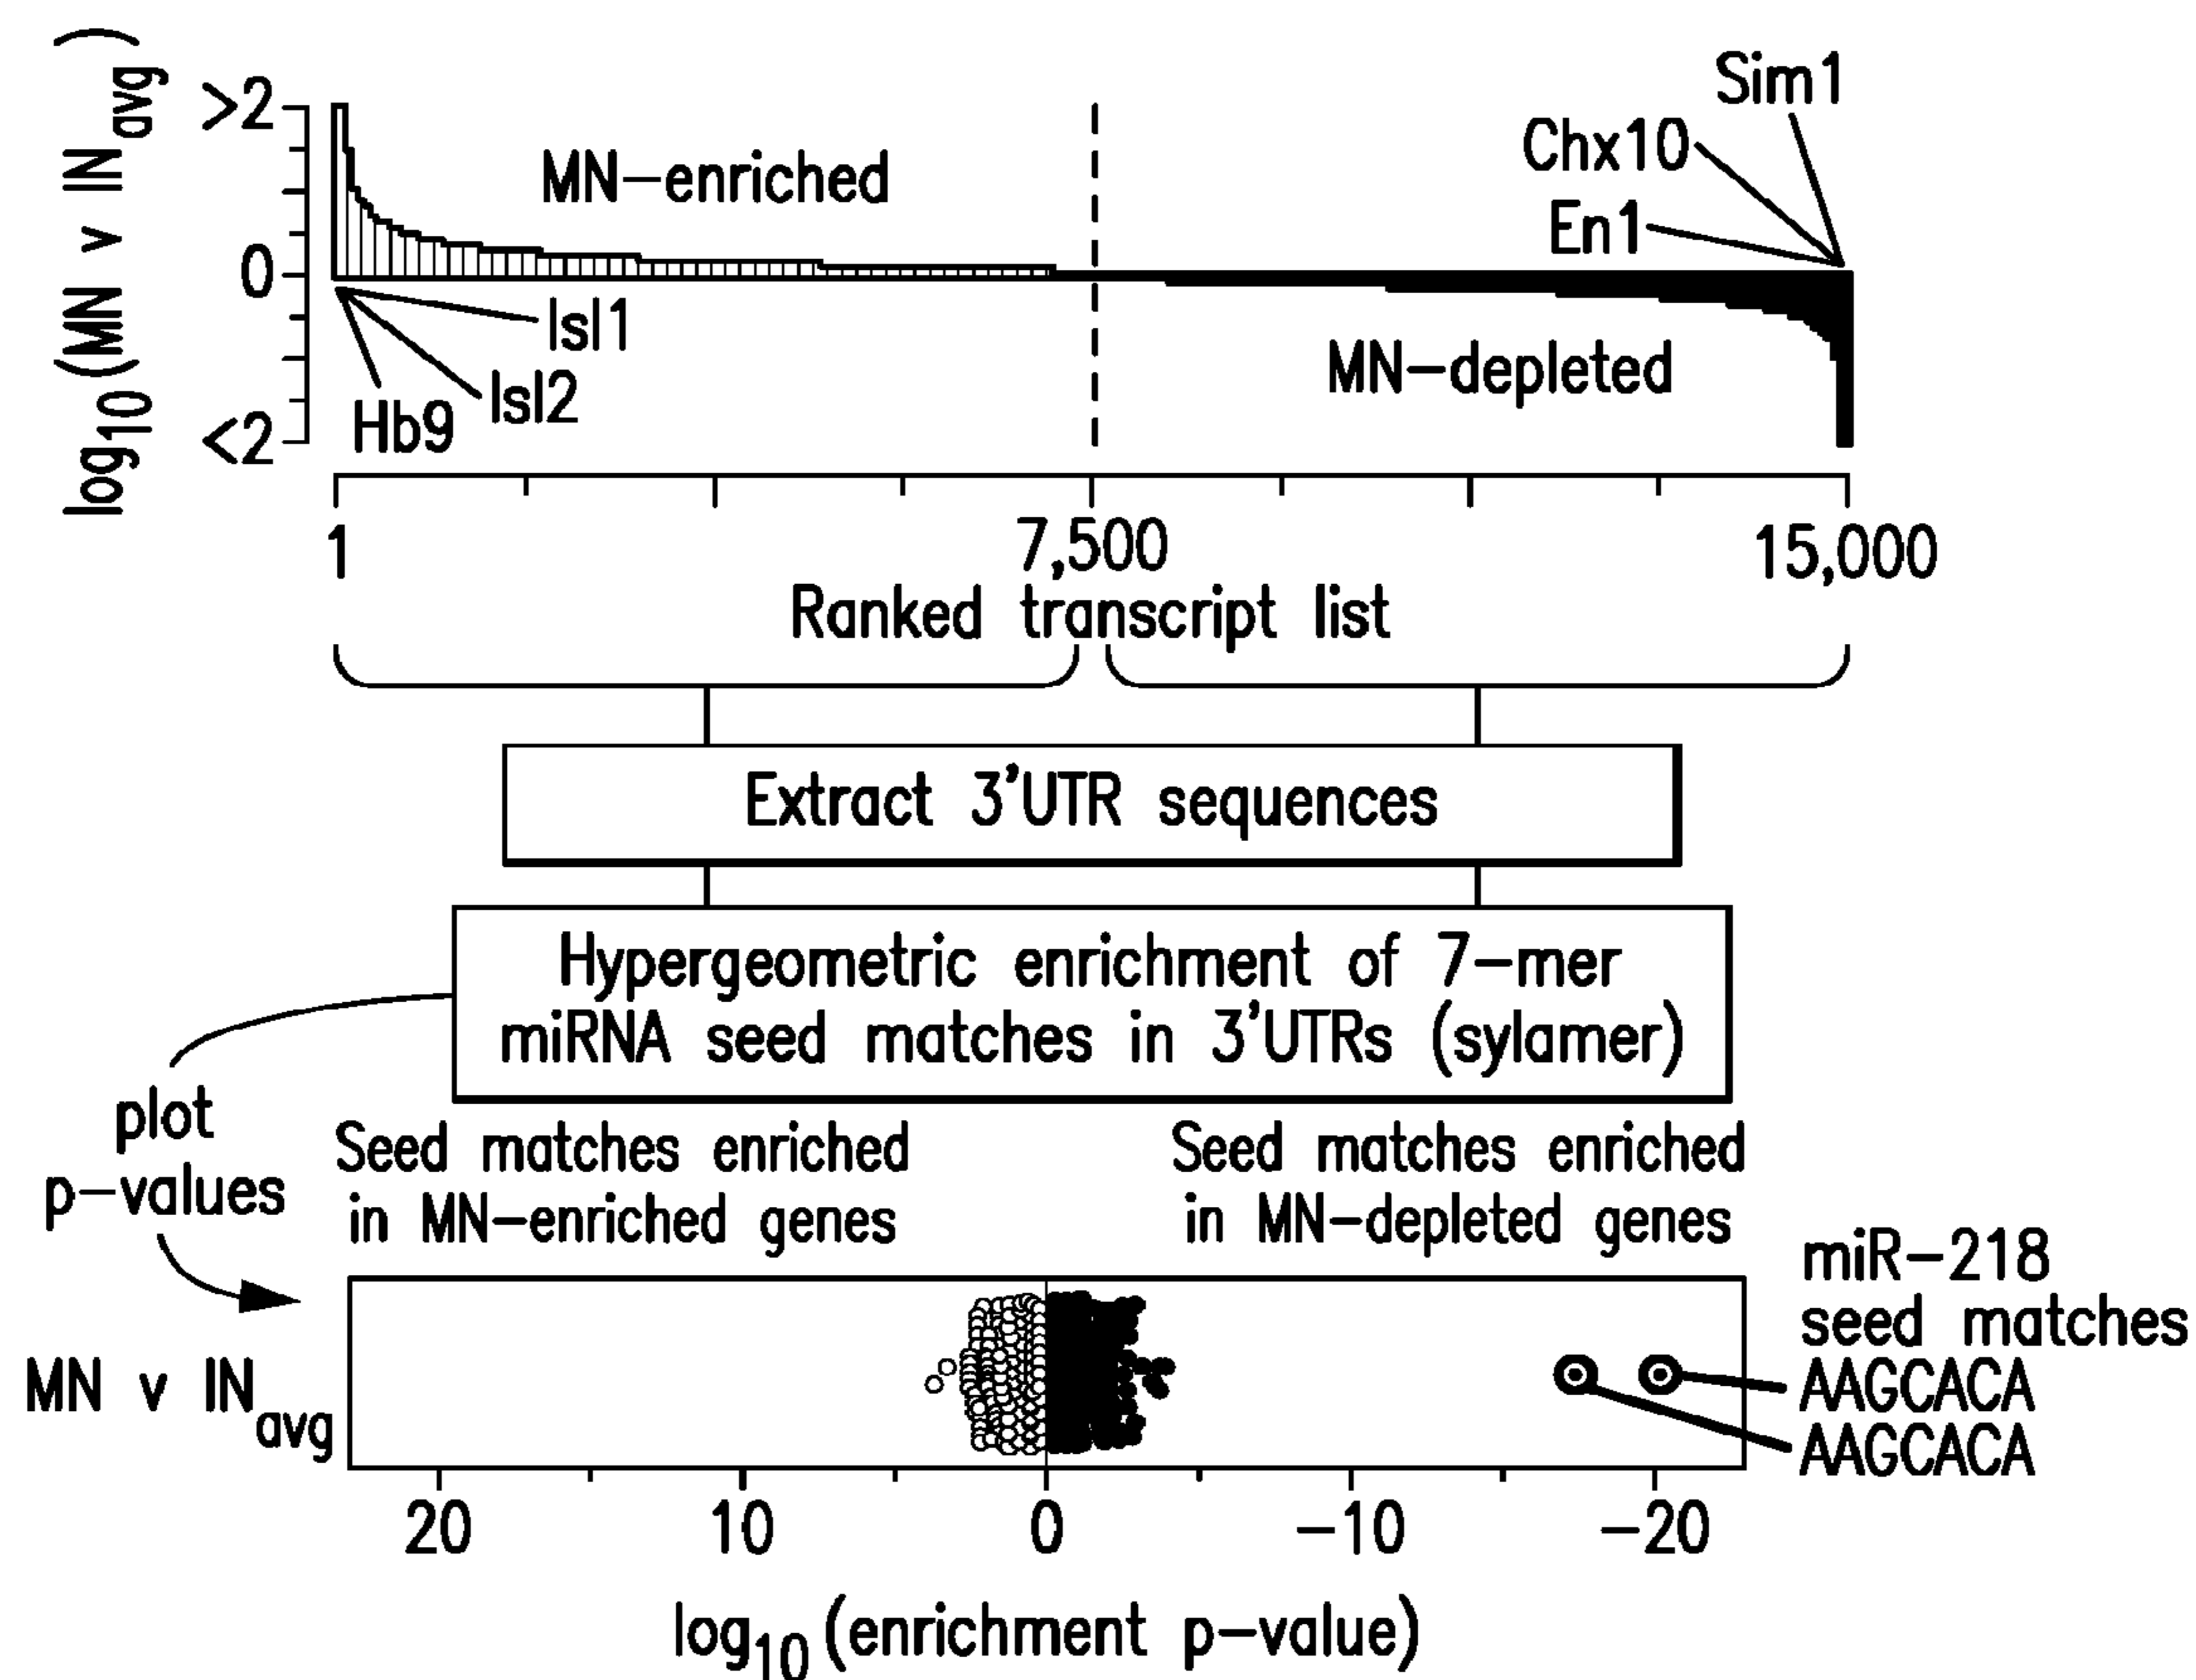 log10(MN v INavg)
>2
0
<2
MN-enriched
MN-depleted
Sim1
Chx10
En1
Isl1
Isl2
Hb9
1
7,500
15,000
Ranked transcript list
Extract 3'UTR sequences
Hypergeometric enrichment of 7-mer
miRNA seed matches in 3'UTRs (sylamer)
plot
p-values
Seed matches enriched
in MN-enriched genes
Seed matches enriched
in MN-depleted genes
miR-218
seed matches
AAGCACA
AAGCACA
MN v INavg
20
10
0
-10
-20
log10(enrichment p-value)